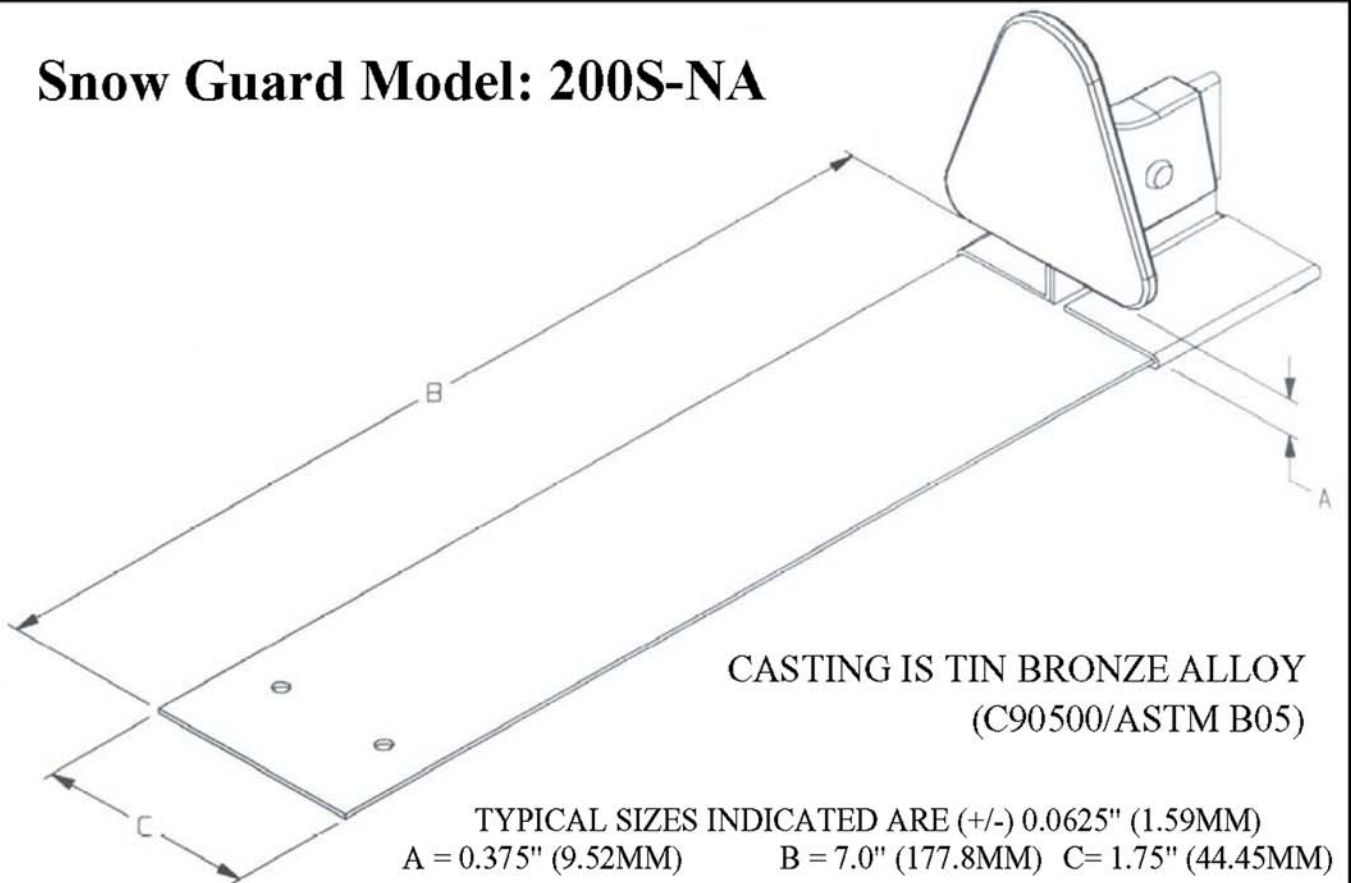 Snow Guard Model: 200S-NA
B
A
C
CASTING IS TIN BRONZE ALLOY
(C90500/ASTM B05)
TYPICAL SIZES INDICATED ARE (+/-) 0.0625" (1.59MM)
A = 0.375" (9.52MM) B = 7.0" (177.8MM) C= 1.75" (44.45MM)